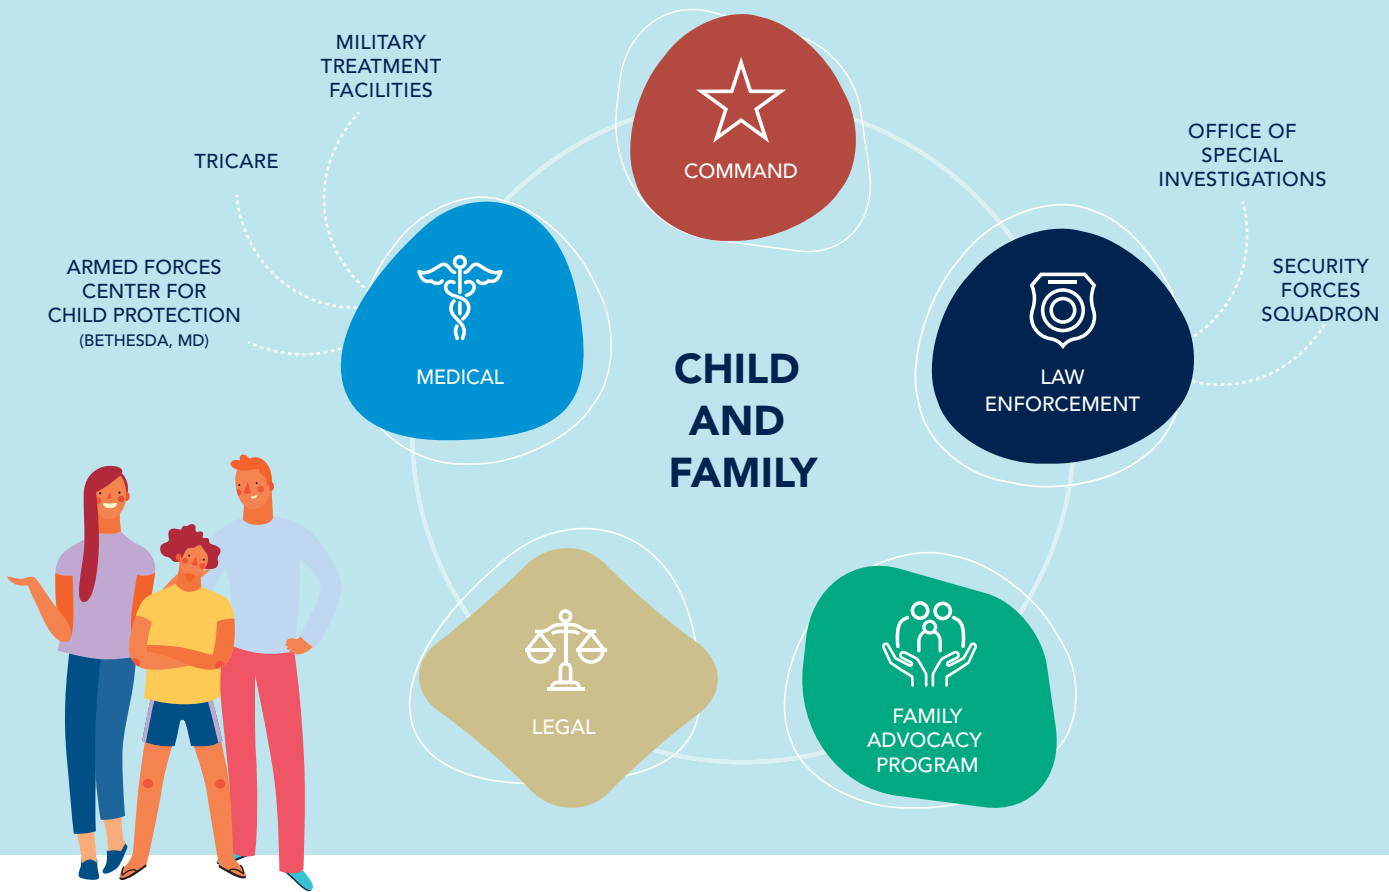 MILITARY
TREATMENT
FACILITIES
TRICARE
ARMED FORCES
CENTER FOR
CHILD PROTECTION
(BETHESDA, MD)
MEDICAL
COMMAND
OFFICE OF
SPECIAL
INVESTIGATIONS
SECURITY
FORCES
SQUADRON
LAW
ENFORCEMENT
CHILD
AND
FAMILY
LEGAL
FAMILY
ADVOCACY
PROGRAM